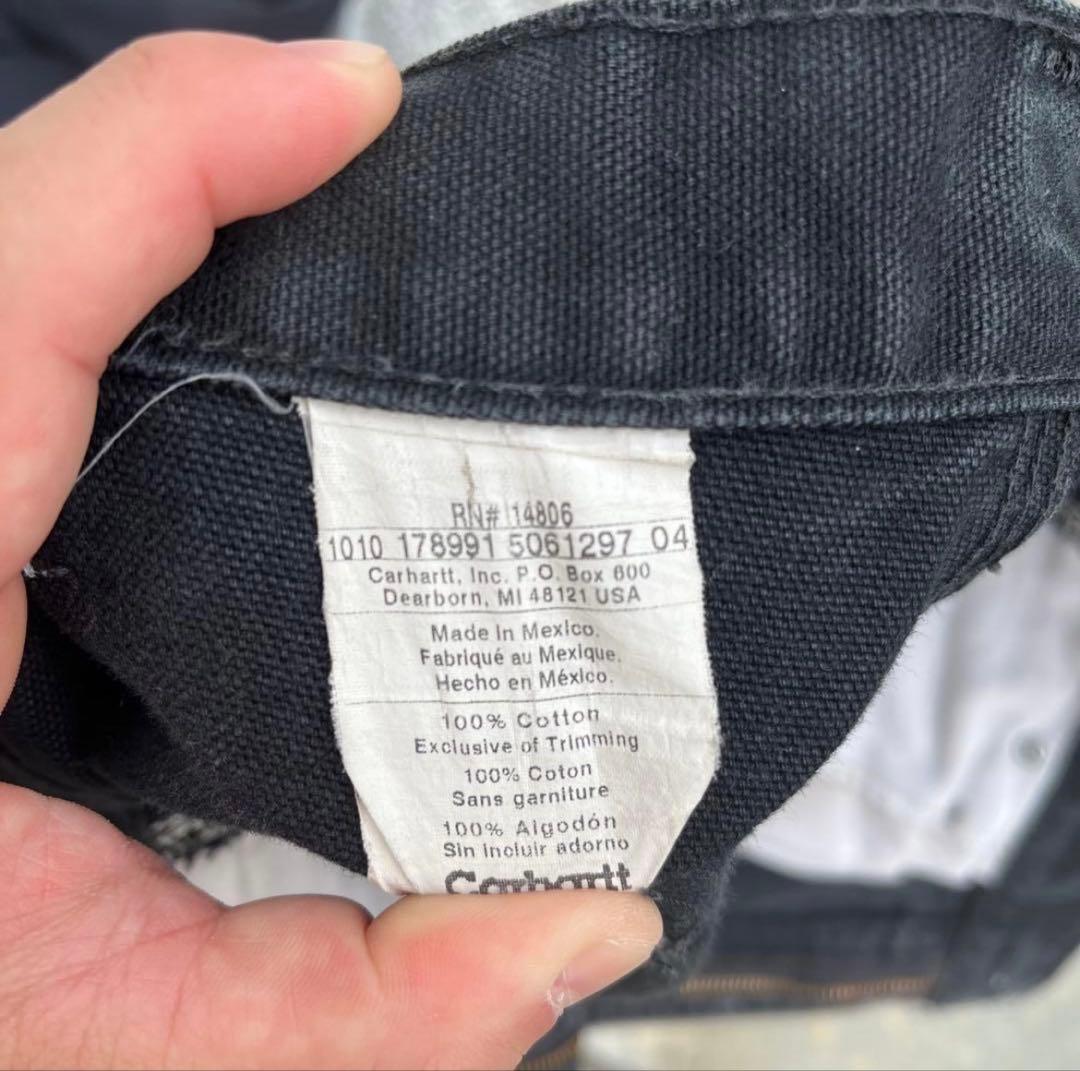 RN# 14806
1010 178991 5061297 04
Carhartt, Inc. P.O. Box 600
Dearborn, MI 48121 USA
Made in Mexico.
Fabriqué au Mexique.
Hecho en México.
100% Cotton
Exclusive of Trimming
100% Coton
Sans garniture
100% Algodón
Sin incluir adorno
Carhartt